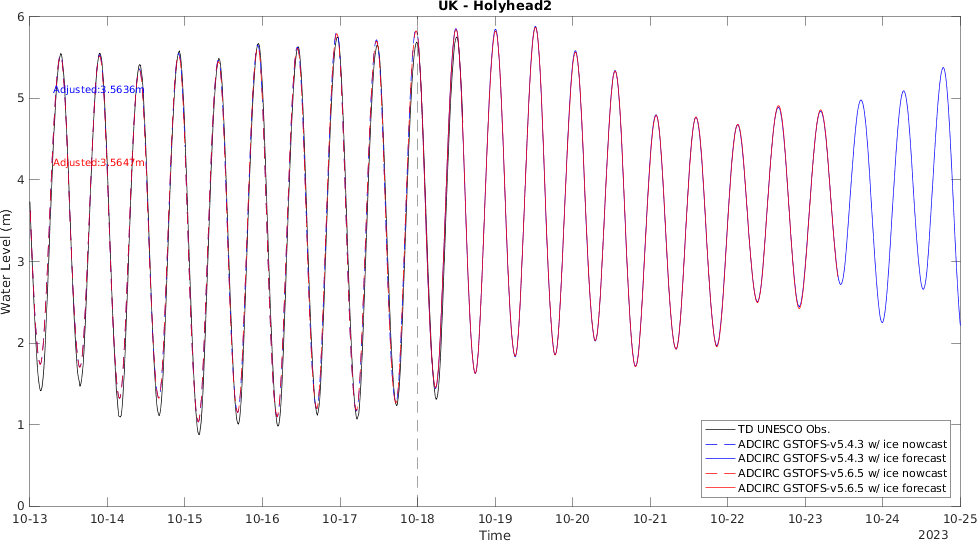 UK - Holyhead2
6
5
4
3
2
1
0
Water Level (m)
Adjusted:3.5636m
Adjusted:3.5647m
TD UNESCO Obs.
ADCIRC GSTOFS-v5.4.3 w/ ice nowcast
ADCIRC GSTOFS-v5.4.3 w/ ice forecast
ADCIRC GSTOFS-v5.6.5 w/ ice nowcast
ADCIRC GSTOFS-v5.6.5 w/ ice forecast
10-13 10-14 10-15 10-16 10-17 10-18 10-19 10-20 10-21 10-22 10-23 10-24 10-25
Time
2023